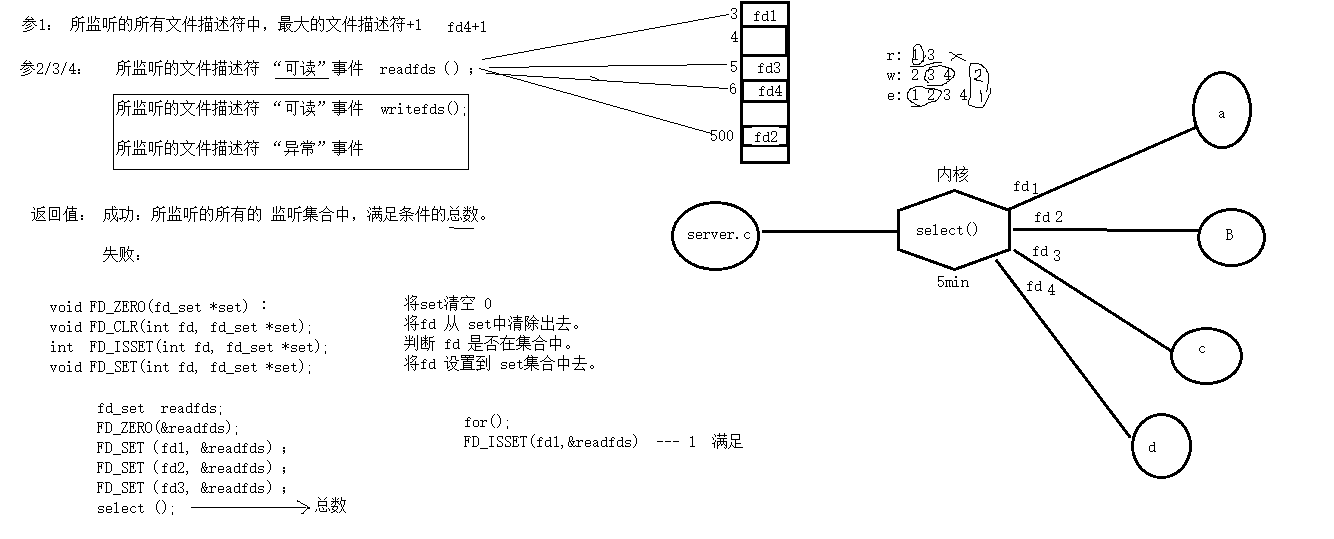 参1： 所监听的所有文件描述符中，最大的文件描述符+1 fd4+1
参2/3/4： 所监听的文件描述符 “可读”事件 readfds（）；
所监听的文件描述符 “可读”事件 writefds();
所监听的文件描述符 “异常”事件
返回值： 成功：所监听的所有的 监听集合中，满足条件的总数。
失败：
void FD_ZERO(fd_set *set) ： 将set清空 0
void FD_CLR(int fd, fd_set *set); 将fd 从 set中清除出去。
int FD_ISSET(int fd, fd_set *set); 判断 fd 是否在集合中。
void FD_SET(int fd, fd_set *set); 将fd 设置到 set集合中去。
fd_set readfds;
FD_ZERO(&readfds);
FD_SET（fd1, &readfds）；
FD_SET（fd2, &readfds）；
FD_SET（fd3, &readfds）；
select（）; 总数
for();
FD_ISSET(fd1,&readfds) --- 1 满足
3 fd1
4
5 fd3
6 fd4
500 fd2
r: 1 3
w: 2 3 4 2
e: 1 2 3 4 1
内核
server.c
select()
5min
fd1
fd2
fd3
fd4
a
B
c
d